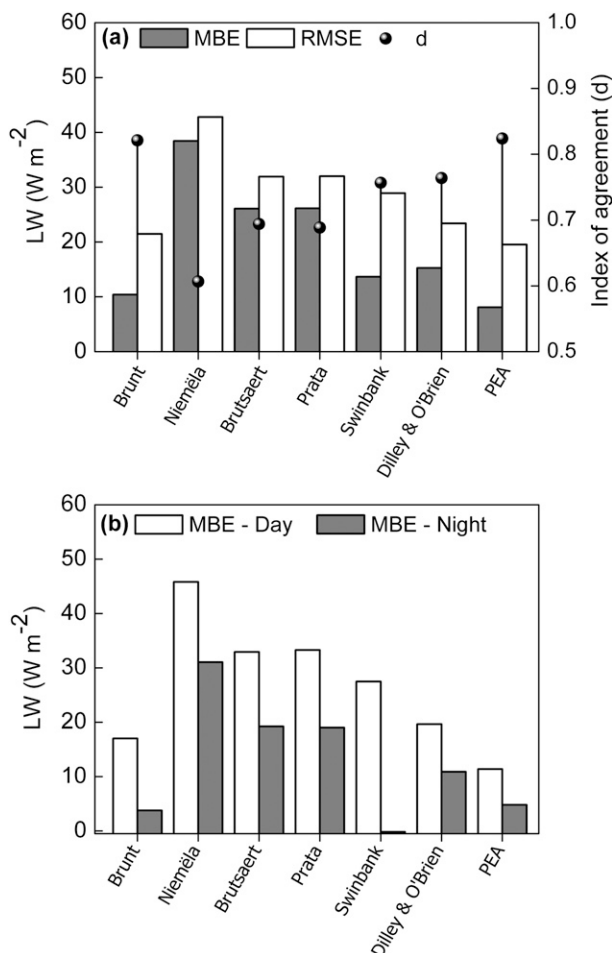 (a) MBE RMSE d
60
50
40
30
20
10
0
LW (W m⁻²)
1.0
0.9
0.8
0.7
0.6
0.5
Index of agreement (d)
Brunt
Niemëla
Brutsaert
Prata
Swinbank
Dilley & O'Brien
PEA
(b) MBE - Day MBE - Night
60
50
40
30
20
10
0
LW (W m⁻²)
Brunt
Niemëla
Brutsaert
Prata
Swinbank
Dilley & O'Brien
PEA